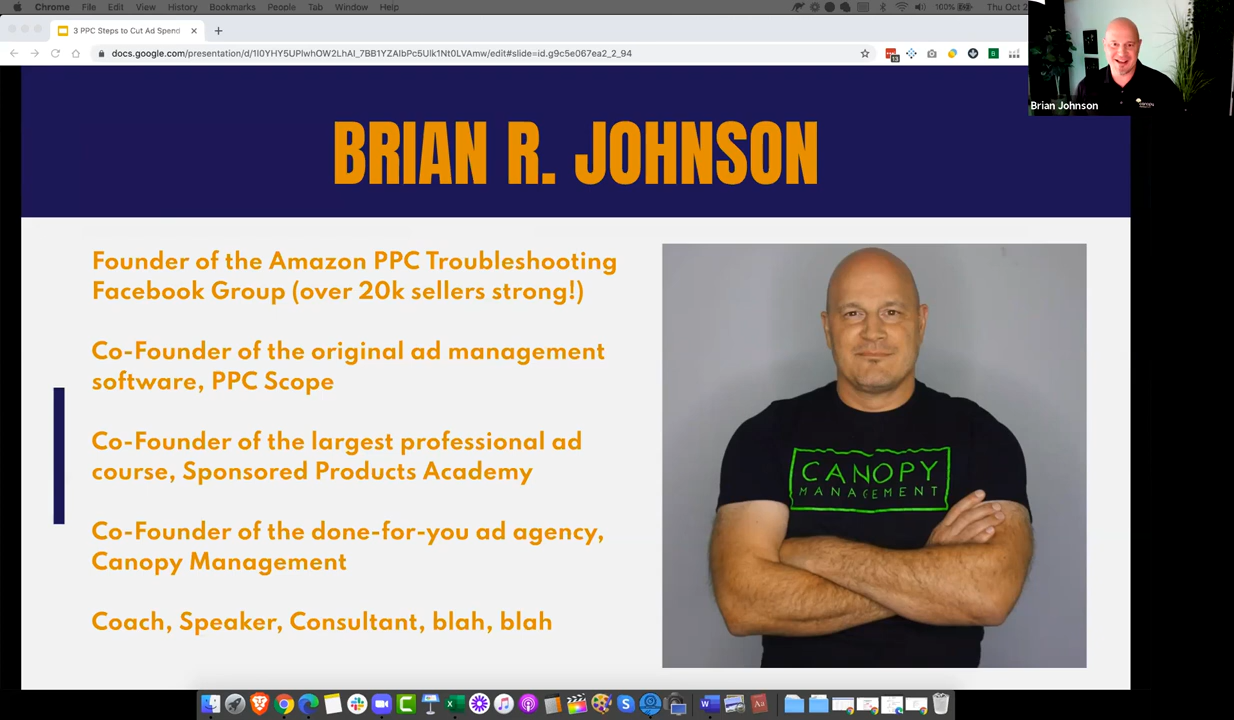 Chrome File Edit View History Bookmarks People Tab Window Help
100%
Thu Oct 2
3 PPC Steps to Cut Ad Spend
docs.google.com/presentation/d/1I0YHY5UPlwhOW2LhAI_7BB1YZAlbPc5Ulk1Nt0LVAmw/edit#slide=id.g9c5e067ea2_2_94
13
Brian Johnson
BRIAN R. JOHNSON
Founder of the Amazon PPC Troubleshooting
Facebook Group (over 20k sellers strong!)
Co-Founder of the original ad management
software, PPC Scope
Co-Founder of the largest professional ad
course, Sponsored Products Academy
Co-Founder of the done-for-you ad agency,
Canopy Management
Coach, Speaker, Consultant, blah, blah
CANOPY
MANAGEMENT